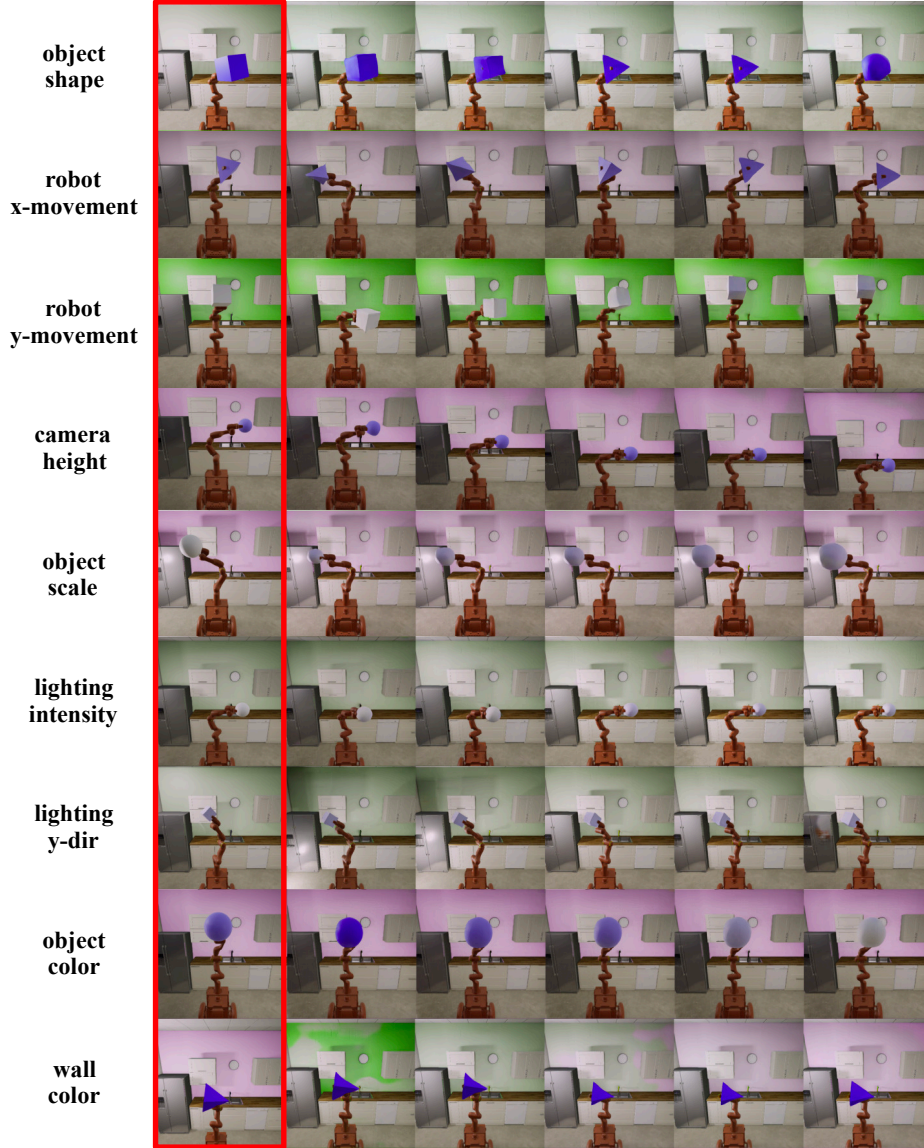 object
shape
robot
x-movement
robot
y-movement
camera
height
object
scale
lighting
intensity
lighting
y-dir
object
color
wall
color